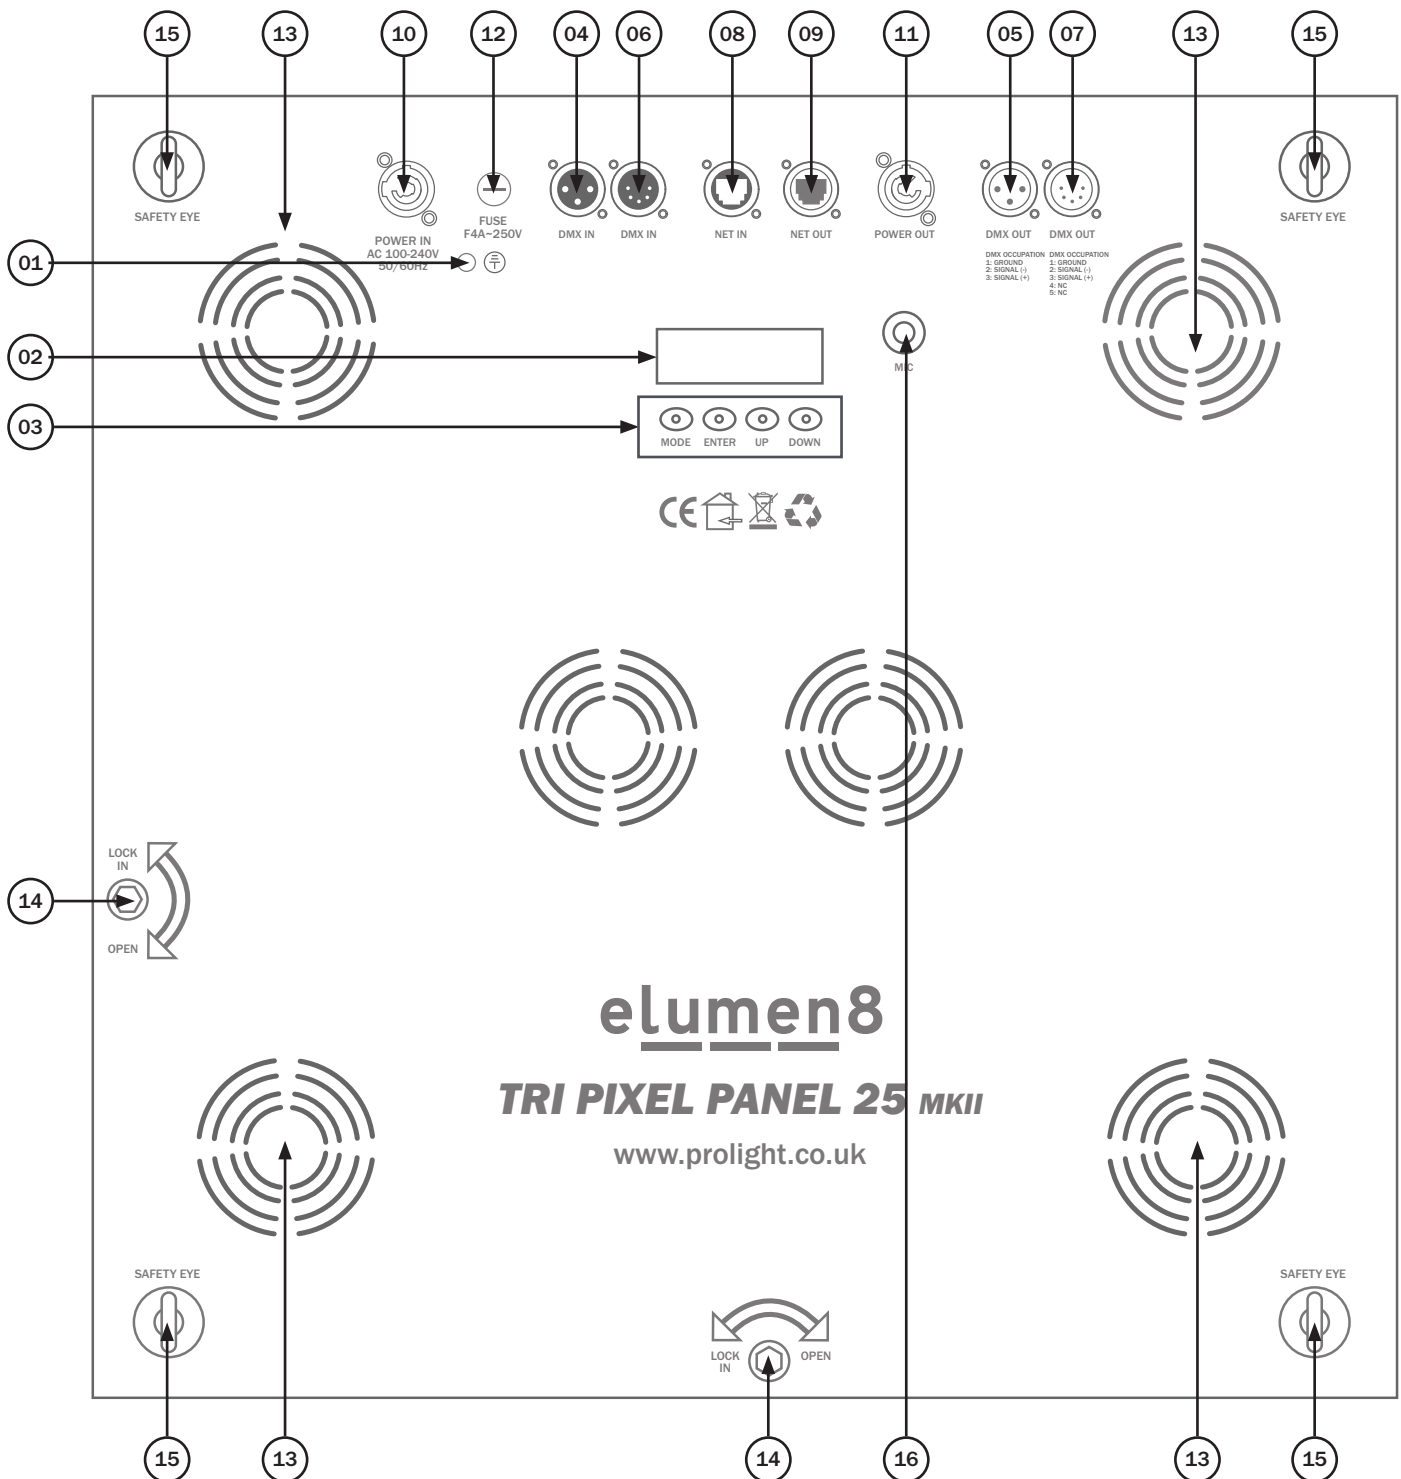 15 13 10 12 04 06 08 09 11 05 07 13 15
SAFETY EYE
POWER IN
AC 100-240V
50/60Hz
FUSE
F4A~250V
DMX IN
DMX IN
NET IN
NET OUT
POWER OUT
DMX OUT
DMX OUT
SAFETY EYE
DMX OCCUPATION
1: GROUND
2: SIGNAL (-)
3: SIGNAL (+)
DMX OCCUPATION
1: GROUND
2: SIGNAL (-)
3: SIGNAL (+)
4: NC
5: NC
01
02
MIC
03
MODE ENTER UP DOWN
CE
LOCK
IN
14
OPEN
elumen8
TRI PIXEL PANEL 25 MKII
www.prolight.co.uk
SAFETY EYE
SAFETY EYE
LOCK
IN
OPEN
15 13 14 16 13 15